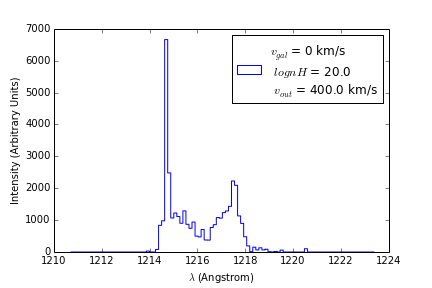 7000
6000
5000
4000
3000
2000
1000
0
Intensity (Arbitrary Units)
v_gal = 0 km/s
lognH = 20.0
v_out = 400.0 km/s
1210 1212 1214 1216 1218 1220 1222 1224
λ (Angstrom)